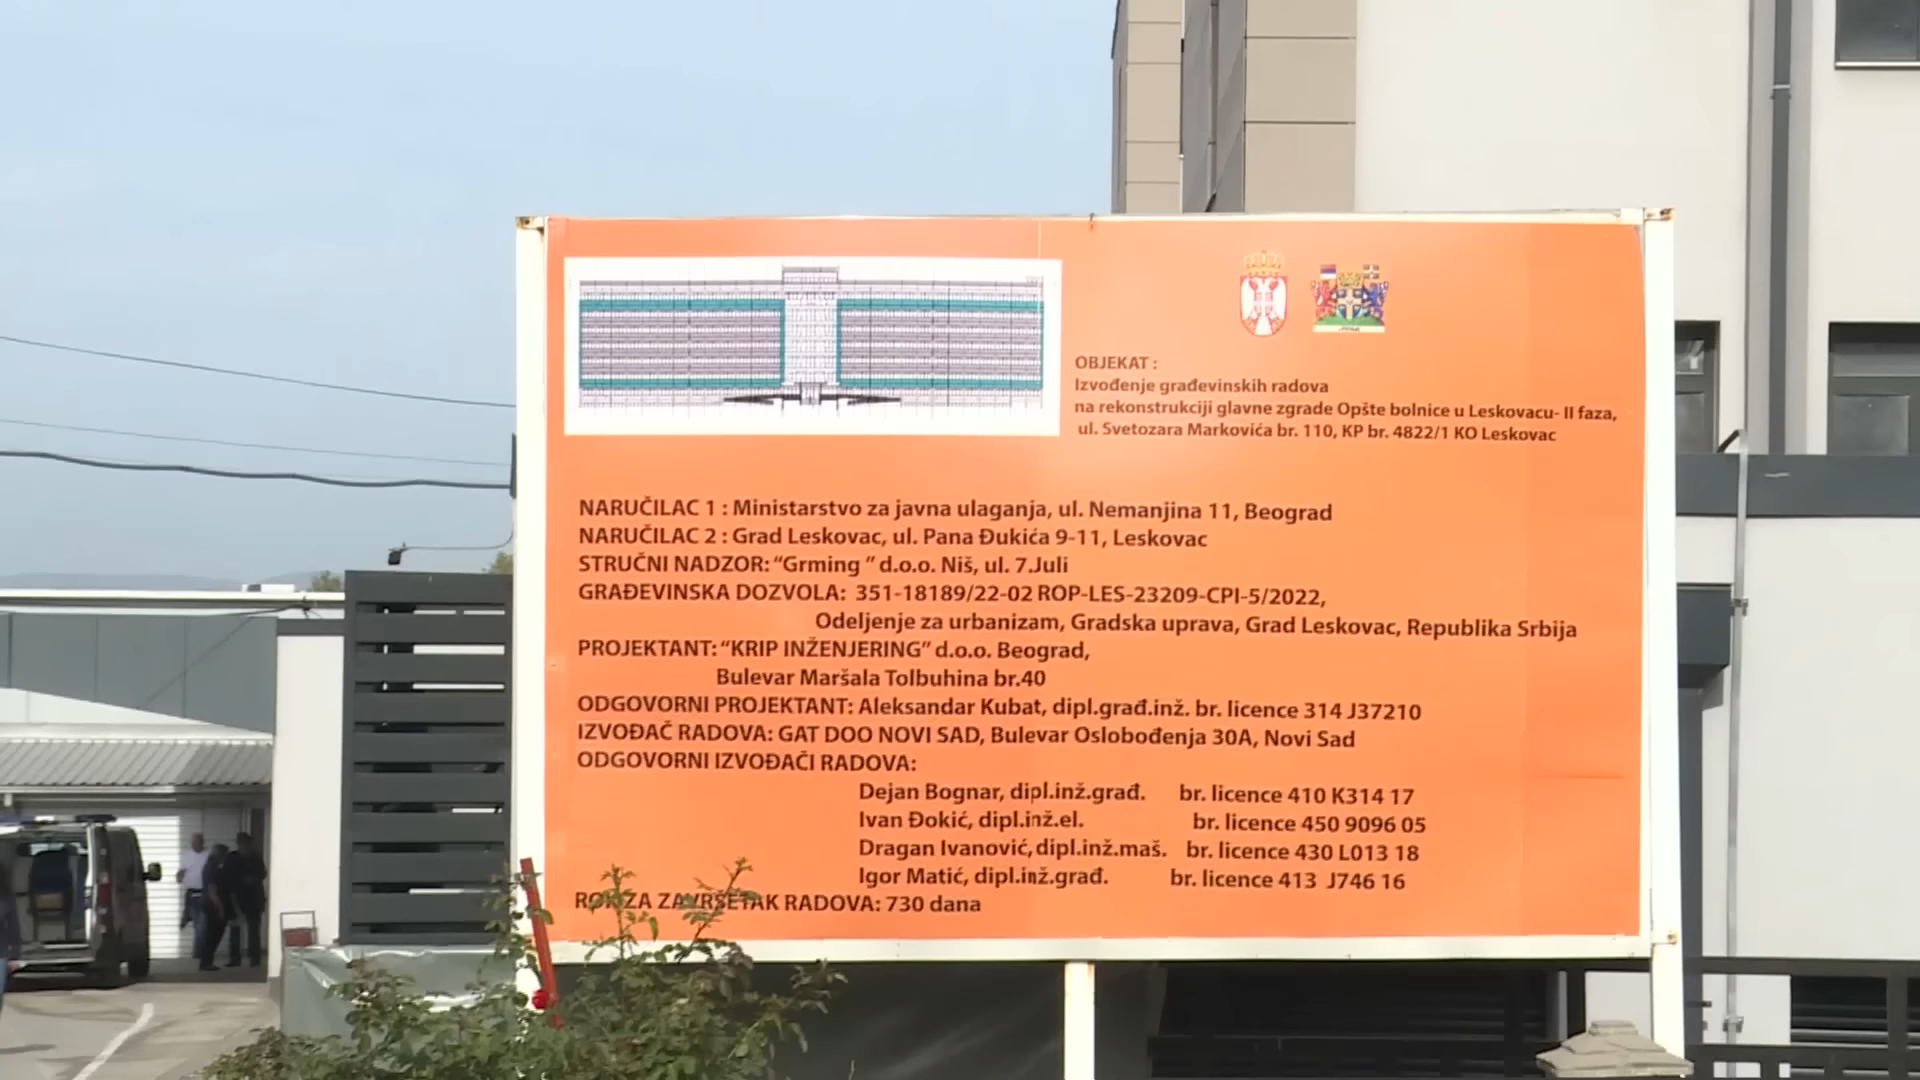 OBJEKAT :
Izvođenje građevinskih radova
na rekonstrukciji glavne zgrade Opšte bolnice u Leskovacu- II faza,
ul. Svetozara Markovića br. 110, KP br. 4822/1 KO Leskovac
NARUČILAC 1 : Ministarstvo za javna ulaganja, ul. Nemanjina 11, Beograd
NARUČILAC 2 : Grad Leskovac, ul. Pana Đukića 9-11, Leskovac
STRUČNI NADZOR: "Grming " d.o.o. Niš, ul. 7.Juli
GRAĐEVINSKA DOZVOLA: 351-18189/22-02 ROP-LES-23209-CPI-5/2022,
Odeljenje za urbanizam, Gradska uprava, Grad Leskovac, Republika Srbija
PROJEKTANT: "KRIP INŽENJERING" d.o.o. Beograd,
Bulevar Maršala Tolbuhina br.40
ODGOVORNI PROJEKTANT: Aleksandar Kubat, dipl.građ.inž. br. licence 314 J37210
IZVOĐAČ RADOVA: GAT DOO NOVI SAD, Bulevar Oslobođenja 30A, Novi Sad
ODGOVORNI IZVOĐAČI RADOVA:
Dejan Bognar, dipl.inž.građ. br. licence 410 K314 17
Ivan Đokić, dipl.inž.el. br. licence 450 9096 05
Dragan Ivanović, dipl.inž.maš. br. licence 430 L013 18
Igor Matić, dipl.inž.građ. br. licence 413 J746 16
ROK ZA ZAVRŠETAK RADOVA: 730 dana